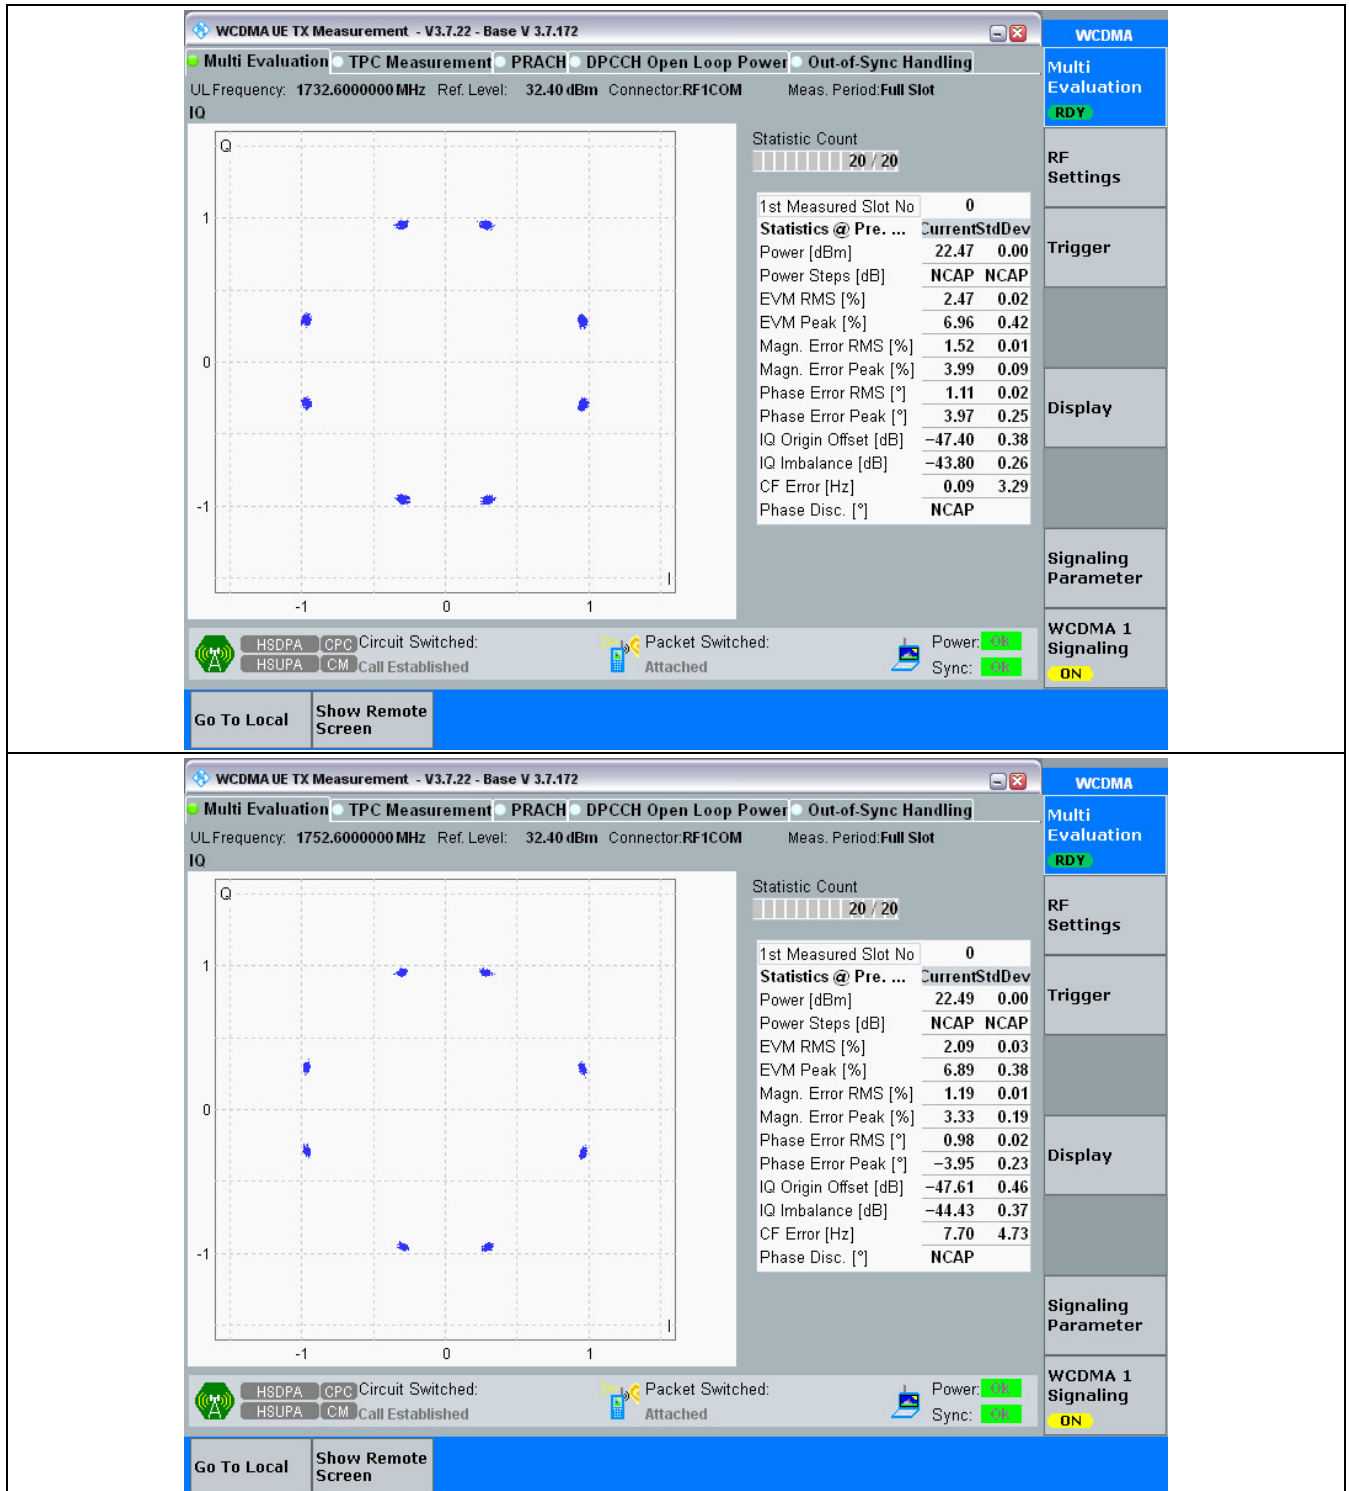 WCDMA UE TX Measurement - V3.7.22 - Base V 3.7.172
WCDMA
Multi Evaluation TPC Measurement PRACH DPCCH Open Loop Power Out-of-Sync Handling
UL Frequency: 1732.6000000 MHz Ref. Level: 32.40 dBm Connector:RF1COM Meas. Period:Full Slot
IQ
Q
1
0
-1
-1 0 1
I
Statistic Count
20 / 20
1st Measured Slot No 0
Statistics @ Pre. ... CurrentStdDev
Power [dBm] 22.47 0.00
Power Steps [dB] NCAP NCAP
EVM RMS [%] 2.47 0.02
EVM Peak [%] 6.96 0.42
Magn. Error RMS [%] 1.52 0.01
Magn. Error Peak [%] 3.99 0.09
Phase Error RMS [°] 1.11 0.02
Phase Error Peak [°] 3.97 0.25
IQ Origin Offset [dB] −47.40 0.38
IQ Imbalance [dB] −43.80 0.26
CF Error [Hz] 0.09 3.29
Phase Disc. [°] NCAP
Multi
Evaluation
RDY
RF
Settings
Trigger
Display
Signaling
Parameter
WCDMA 1
Signaling
ON
HSDPA CPC Circuit Switched: Packet Switched: Power: OK
HSUPA CM Call Established Attached Sync: OK
Go To Local
Show Remote
Screen
WCDMA UE TX Measurement - V3.7.22 - Base V 3.7.172
WCDMA
Multi Evaluation TPC Measurement PRACH DPCCH Open Loop Power Out-of-Sync Handling
UL Frequency: 1752.6000000 MHz Ref. Level: 32.40 dBm Connector:RF1COM Meas. Period:Full Slot
IQ
Q
1
0
-1
-1 0 1
I
Statistic Count
20 / 20
1st Measured Slot No 0
Statistics @ Pre. ... CurrentStdDev
Power [dBm] 22.49 0.00
Power Steps [dB] NCAP NCAP
EVM RMS [%] 2.09 0.03
EVM Peak [%] 6.89 0.38
Magn. Error RMS [%] 1.19 0.01
Magn. Error Peak [%] 3.33 0.19
Phase Error RMS [°] 0.98 0.02
Phase Error Peak [°] −3.95 0.23
IQ Origin Offset [dB] −47.61 0.46
IQ Imbalance [dB] −44.43 0.37
CF Error [Hz] 7.70 4.73
Phase Disc. [°] NCAP
Multi
Evaluation
RDY
RF
Settings
Trigger
Display
Signaling
Parameter
WCDMA 1
Signaling
ON
HSDPA CPC Circuit Switched: Packet Switched: Power: OK
HSUPA CM Call Established Attached Sync: OK
Go To Local
Show Remote
Screen